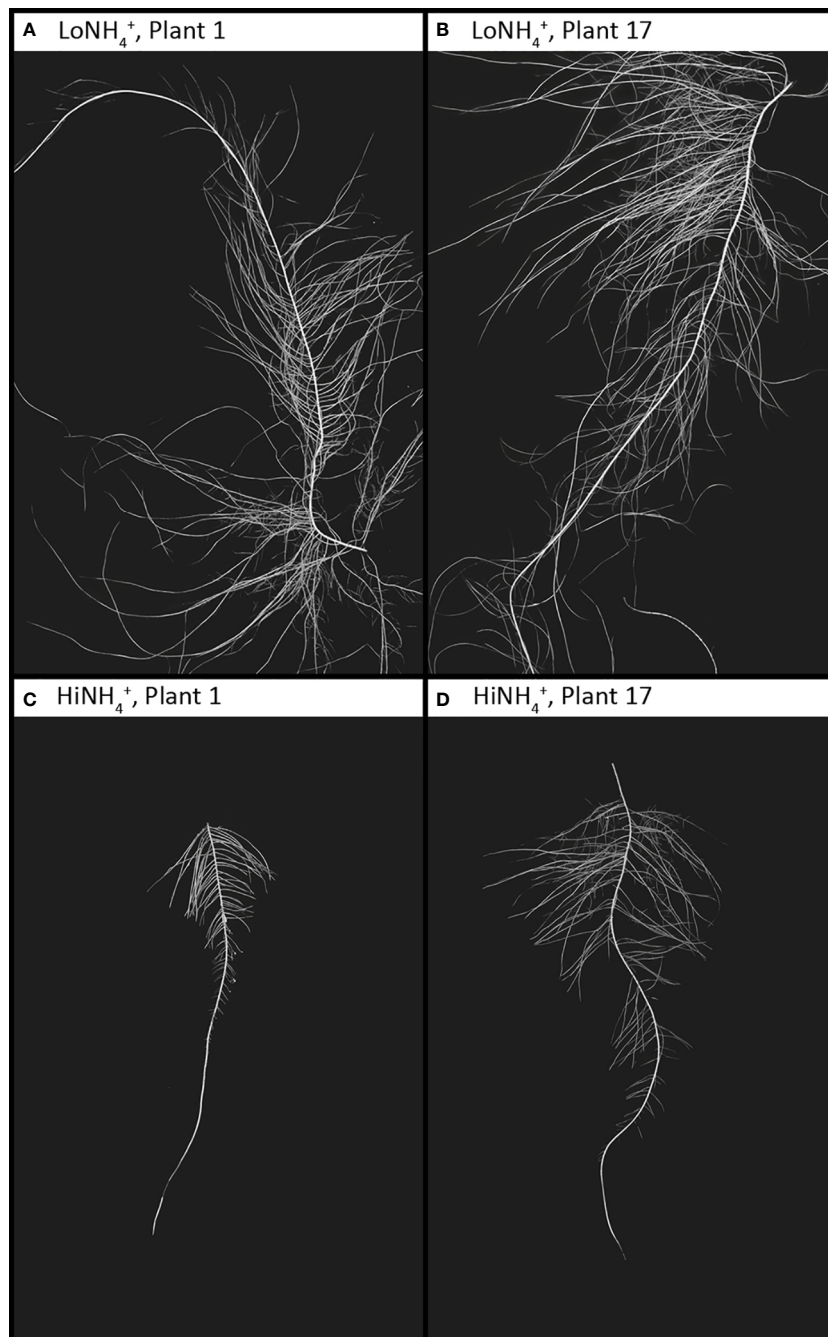 A LoNH₄⁺, Plant 1
B LoNH₄⁺, Plant 17
C HiNH₄⁺, Plant 1
D HiNH₄⁺, Plant 17